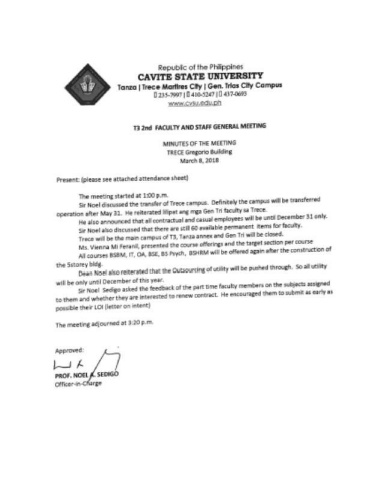 Republic of the Philippines
CAVITE STATE UNIVERSITY
Tanza | Trece Martires City | Gen. Trias City Campus
235-7997 | 410-5247 | 437-0693
www.cvsu.edu.ph
T3 2nd FACULTY AND STAFF GENERAL MEETING
MINUTES OF THE MEETING
TRECE Gregorio Building
March 8, 2018
Present: (please see attached attendance sheet)
The meeting started at 1:00 p.m.
Sir Noel discussed the transfer of Trece campus. Definitely the campus will be transferred
operation after May 31. He reiterated lilipat ang mga Gen Tri faculty sa Trece.
He also announced that all contractual and casual employees will be until December 31 only.
Sir Noel also discussed that there are still 60 available permanent items for faculty.
Trece will be the main campus of T3, Tanza annex and Gen Tri will be closed.
Ms. Vienna Mi Feranil, presented the course offerings and the target section per course
All courses BSBM, IT, OA, BSE, BS Psych, BSHRM will be offered again after the construction of
the 5storey bldg.
Dean Noel also reiterated that the Outsourcing of utility will be pushed through. So all utility
will be only until December of this year.
Sir Noel Sedigo asked the feedback of the part time faculty members on the subjects assigned
to them and whether they are interested to renew contract. He encouraged them to submit as early as
possible their LOI (letter on intent)
The meeting adjourned at 3:20 p.m.
Approved:
PROF. NOEL A. SEDIGO
Officer-in-Charge